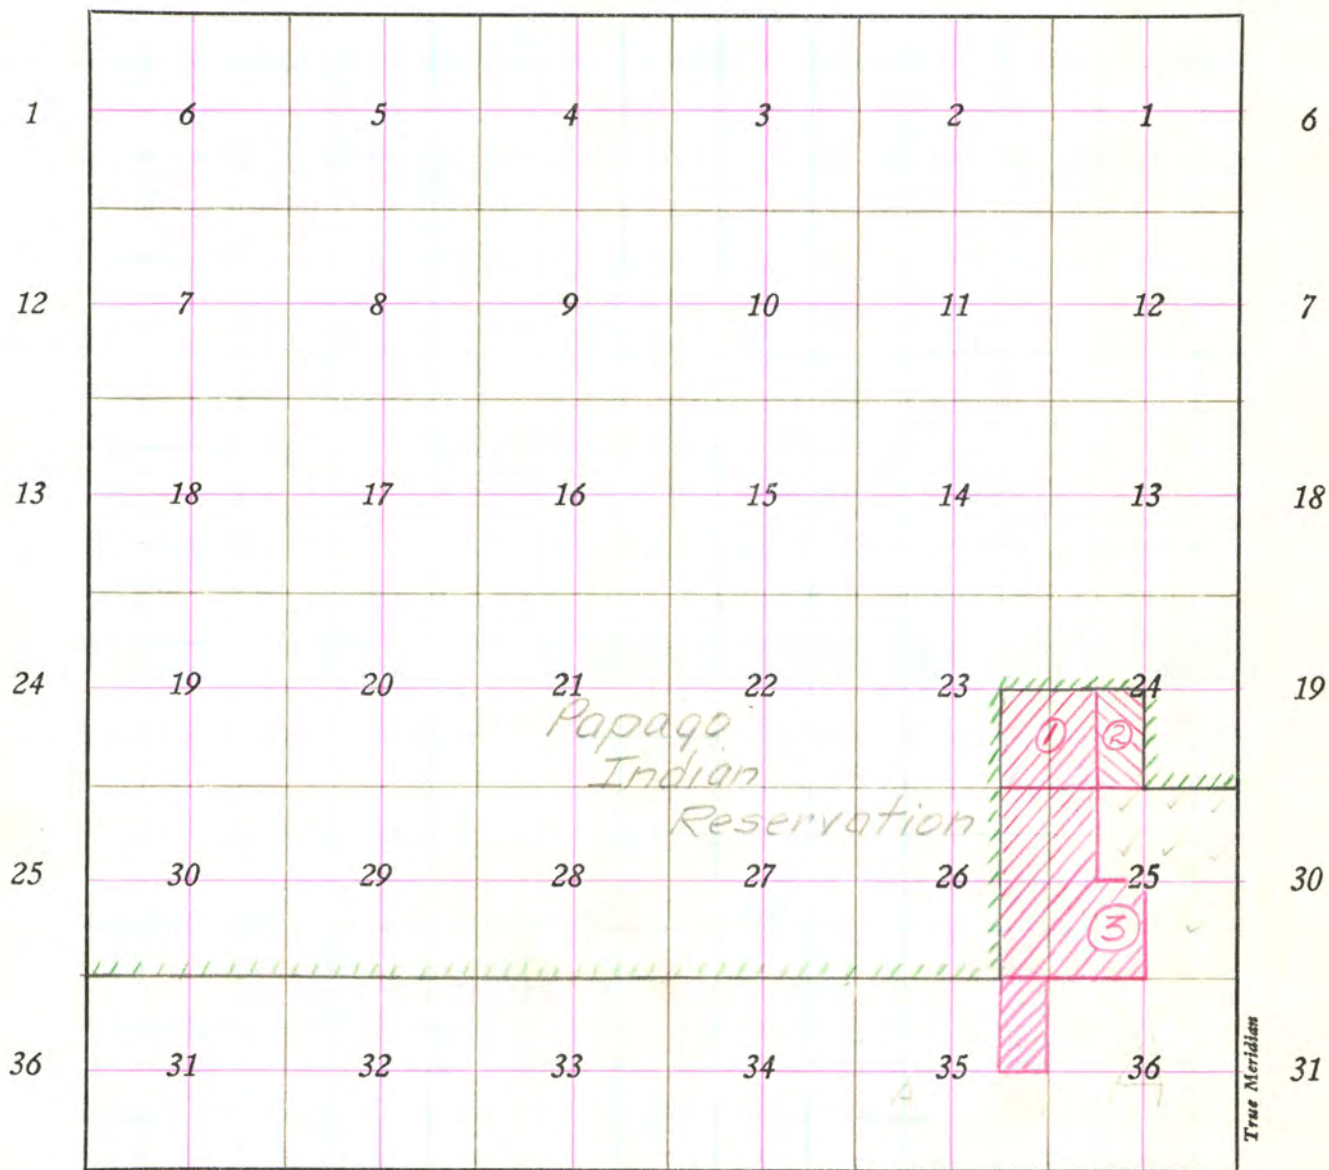 1 6 5 4 3 2 1 6
12 7 8 9 10 11 12 7
13 18 17 16 15 14 13 18
24 19 20 21 22 23 24 19
Papago
1 2
Indian
Reservation
25 30 29 28 27 26 25 30
3
36 31 32 33 34 35 36 31
True Meridian